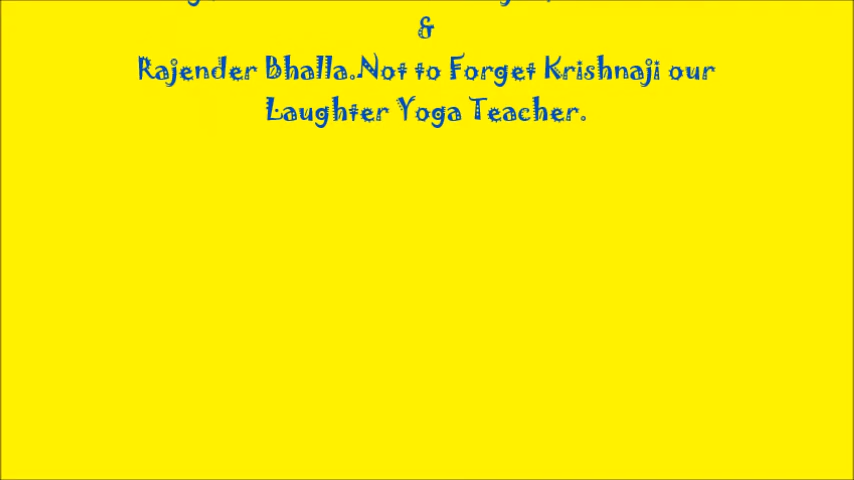 &
Rajender Bhalla.Not to Forget Krishnaji our
Laughter Yoga Teacher.